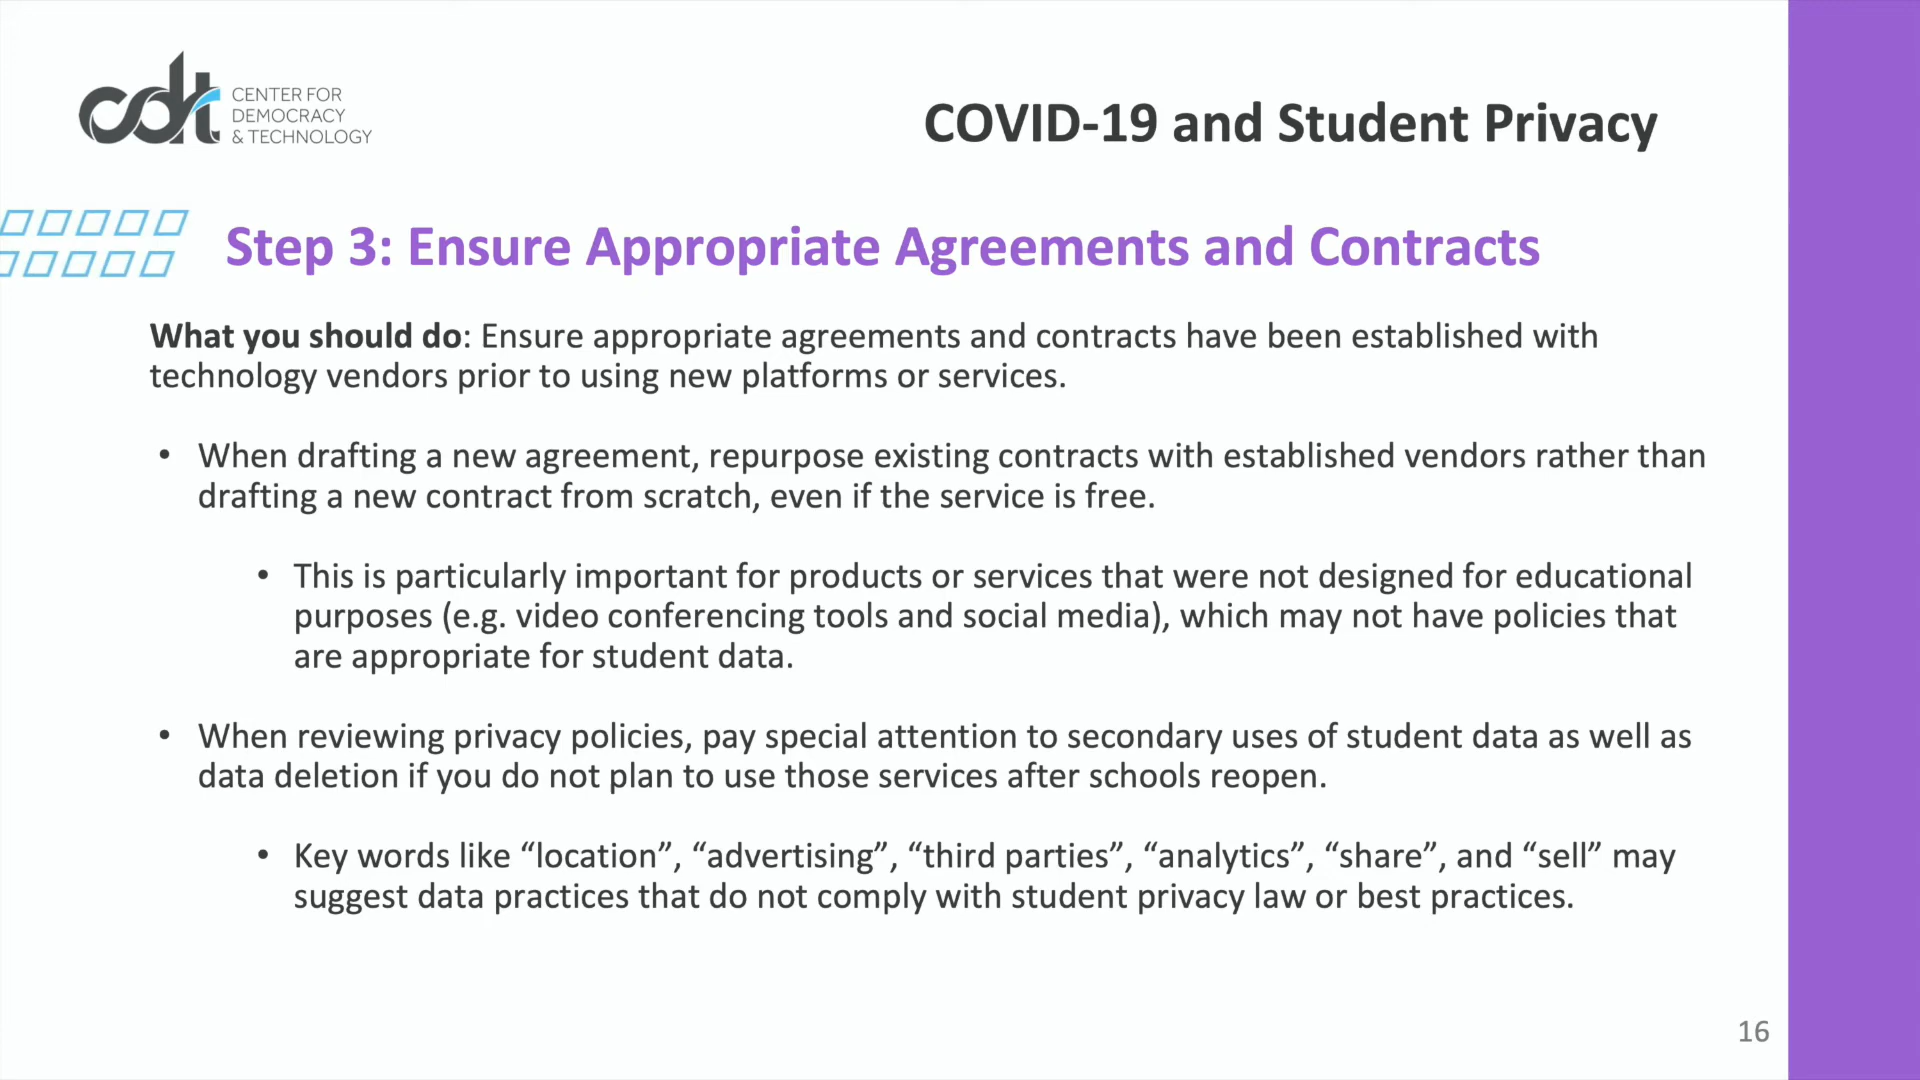 cdt
CENTER FOR
DEMOCRACY
& TECHNOLOGY
COVID-19 and Student Privacy
Step 3: Ensure Appropriate Agreements and Contracts
What you should do: Ensure appropriate agreements and contracts have been established with
technology vendors prior to using new platforms or services.
• When drafting a new agreement, repurpose existing contracts with established vendors rather than
drafting a new contract from scratch, even if the service is free.
• This is particularly important for products or services that were not designed for educational
purposes (e.g. video conferencing tools and social media), which may not have policies that
are appropriate for student data.
• When reviewing privacy policies, pay special attention to secondary uses of student data as well as
data deletion if you do not plan to use those services after schools reopen.
• Key words like “location”, “advertising”, “third parties”, “analytics”, “share”, and “sell” may
suggest data practices that do not comply with student privacy law or best practices.
16